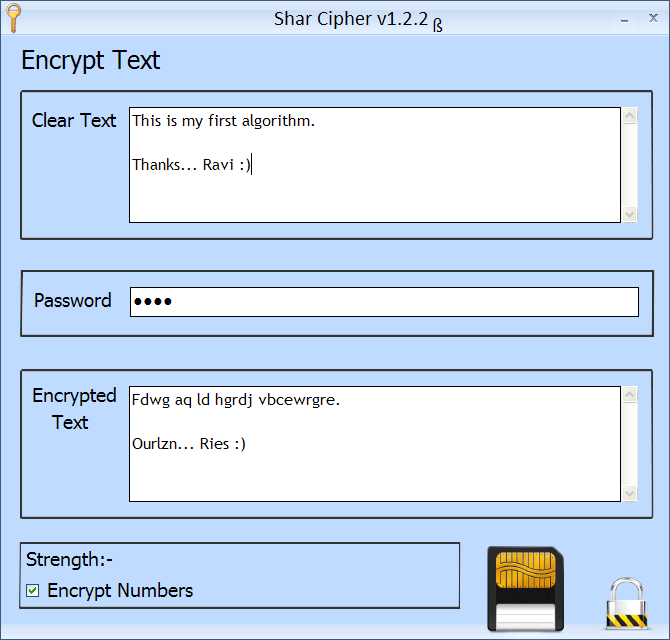 Shar Cipher v1.2.2 ß
Encrypt Text
Clear Text
This is my first algorithm.
Thanks... Ravi :)
Password
••••
Encrypted
Text
Fdwg aq ld hgrdj vbcewrgre.
Ourlzn... Ries :)
Strength:-
Encrypt Numbers